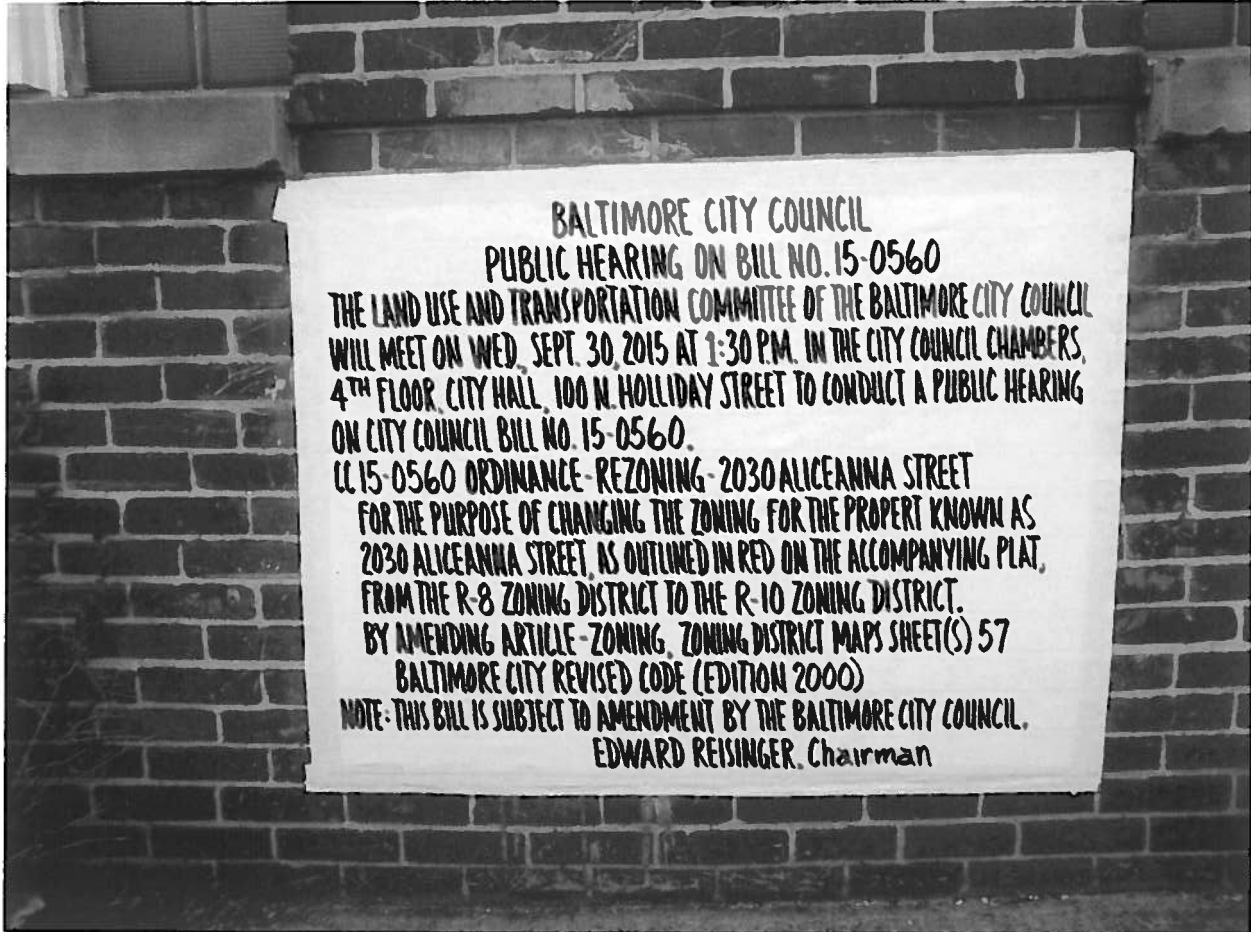 BALTIMORE CITY COUNCIL
PUBLIC HEARING ON BILL NO. 15-0560
THE LAND USE AND TRANSPORTATION COMMITTEE OF THE BALTIMORE CITY COUNCIL
WILL MEET ON WED., SEPT. 30, 2015 AT 1:30 P.M. IN THE CITY COUNCIL CHAMBERS,
4TH FLOOR, CITY HALL, 100 N. HOLLIDAY STREET TO CONDUCT A PUBLIC HEARING
ON CITY COUNCIL BILL NO. 15-0560.
CC 15-0560 ORDINANCE-REZONING-2030 ALICEANNA STREET
FOR THE PURPOSE OF CHANGING THE ZONING FOR THE PROPERT KNOWN AS
2030 ALICEANNA STREET, AS OUTLINED IN RED ON THE ACCOMPANYING PLAT,
FROM THE R-8 ZONING DISTRICT TO THE R-10 ZONING DISTRICT.
BY AMENDING ARTICLE-ZONING, ZONING DISTRICT MAPS SHEET(S) 57
BALTIMORE CITY REVISED CODE (EDITION 2000)
NOTE: THIS BILL IS SUBJECT TO AMENDMENT BY THE BALTIMORE CITY COUNCIL.
EDWARD REISINGER, Chairman